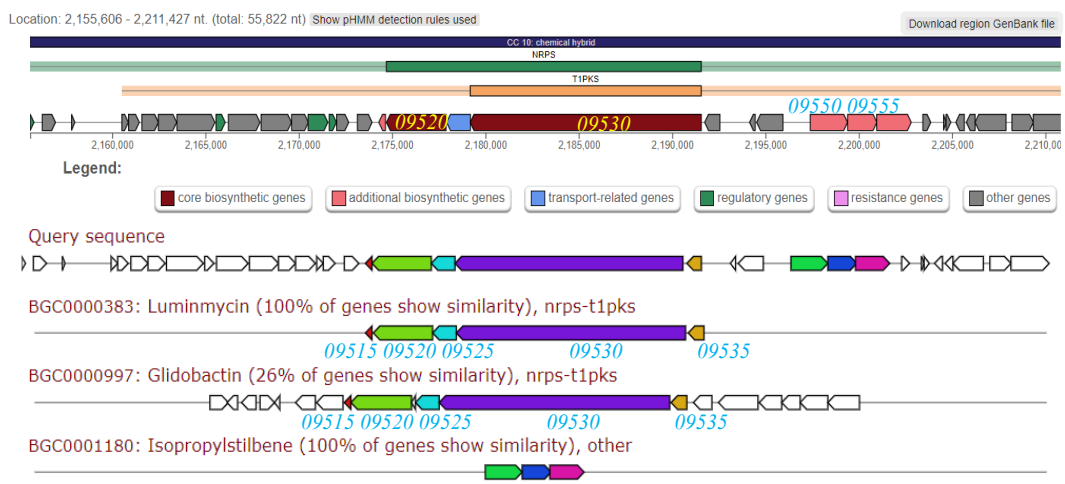 Location: 2,155,606 - 2,211,427 nt. (total: 55,822 nt) Show pHMM detection rules used
Download region GenBank file
CC 10: chemical hybrid
NRPS
T1PKS
09550 09555
09520 09530
2,160,000 2,165,000 2,170,000 2,175,000 2,180,000 2,185,000 2,190,000 2,195,000 2,200,000 2,205,000 2,210,00
Legend:
core biosynthetic genes additional biosynthetic genes transport-related genes regulatory genes resistance genes other genes
Query sequence
BGC0000383: Luminmycin (100% of genes show similarity), nrps-t1pks
09515 09520 09525 09530 09535
BGC0000997: Glidobactin (26% of genes show similarity), nrps-t1pks
09515 09520 09525 09530 09535
BGC0001180: Isopropylstilbene (100% of genes show similarity), other